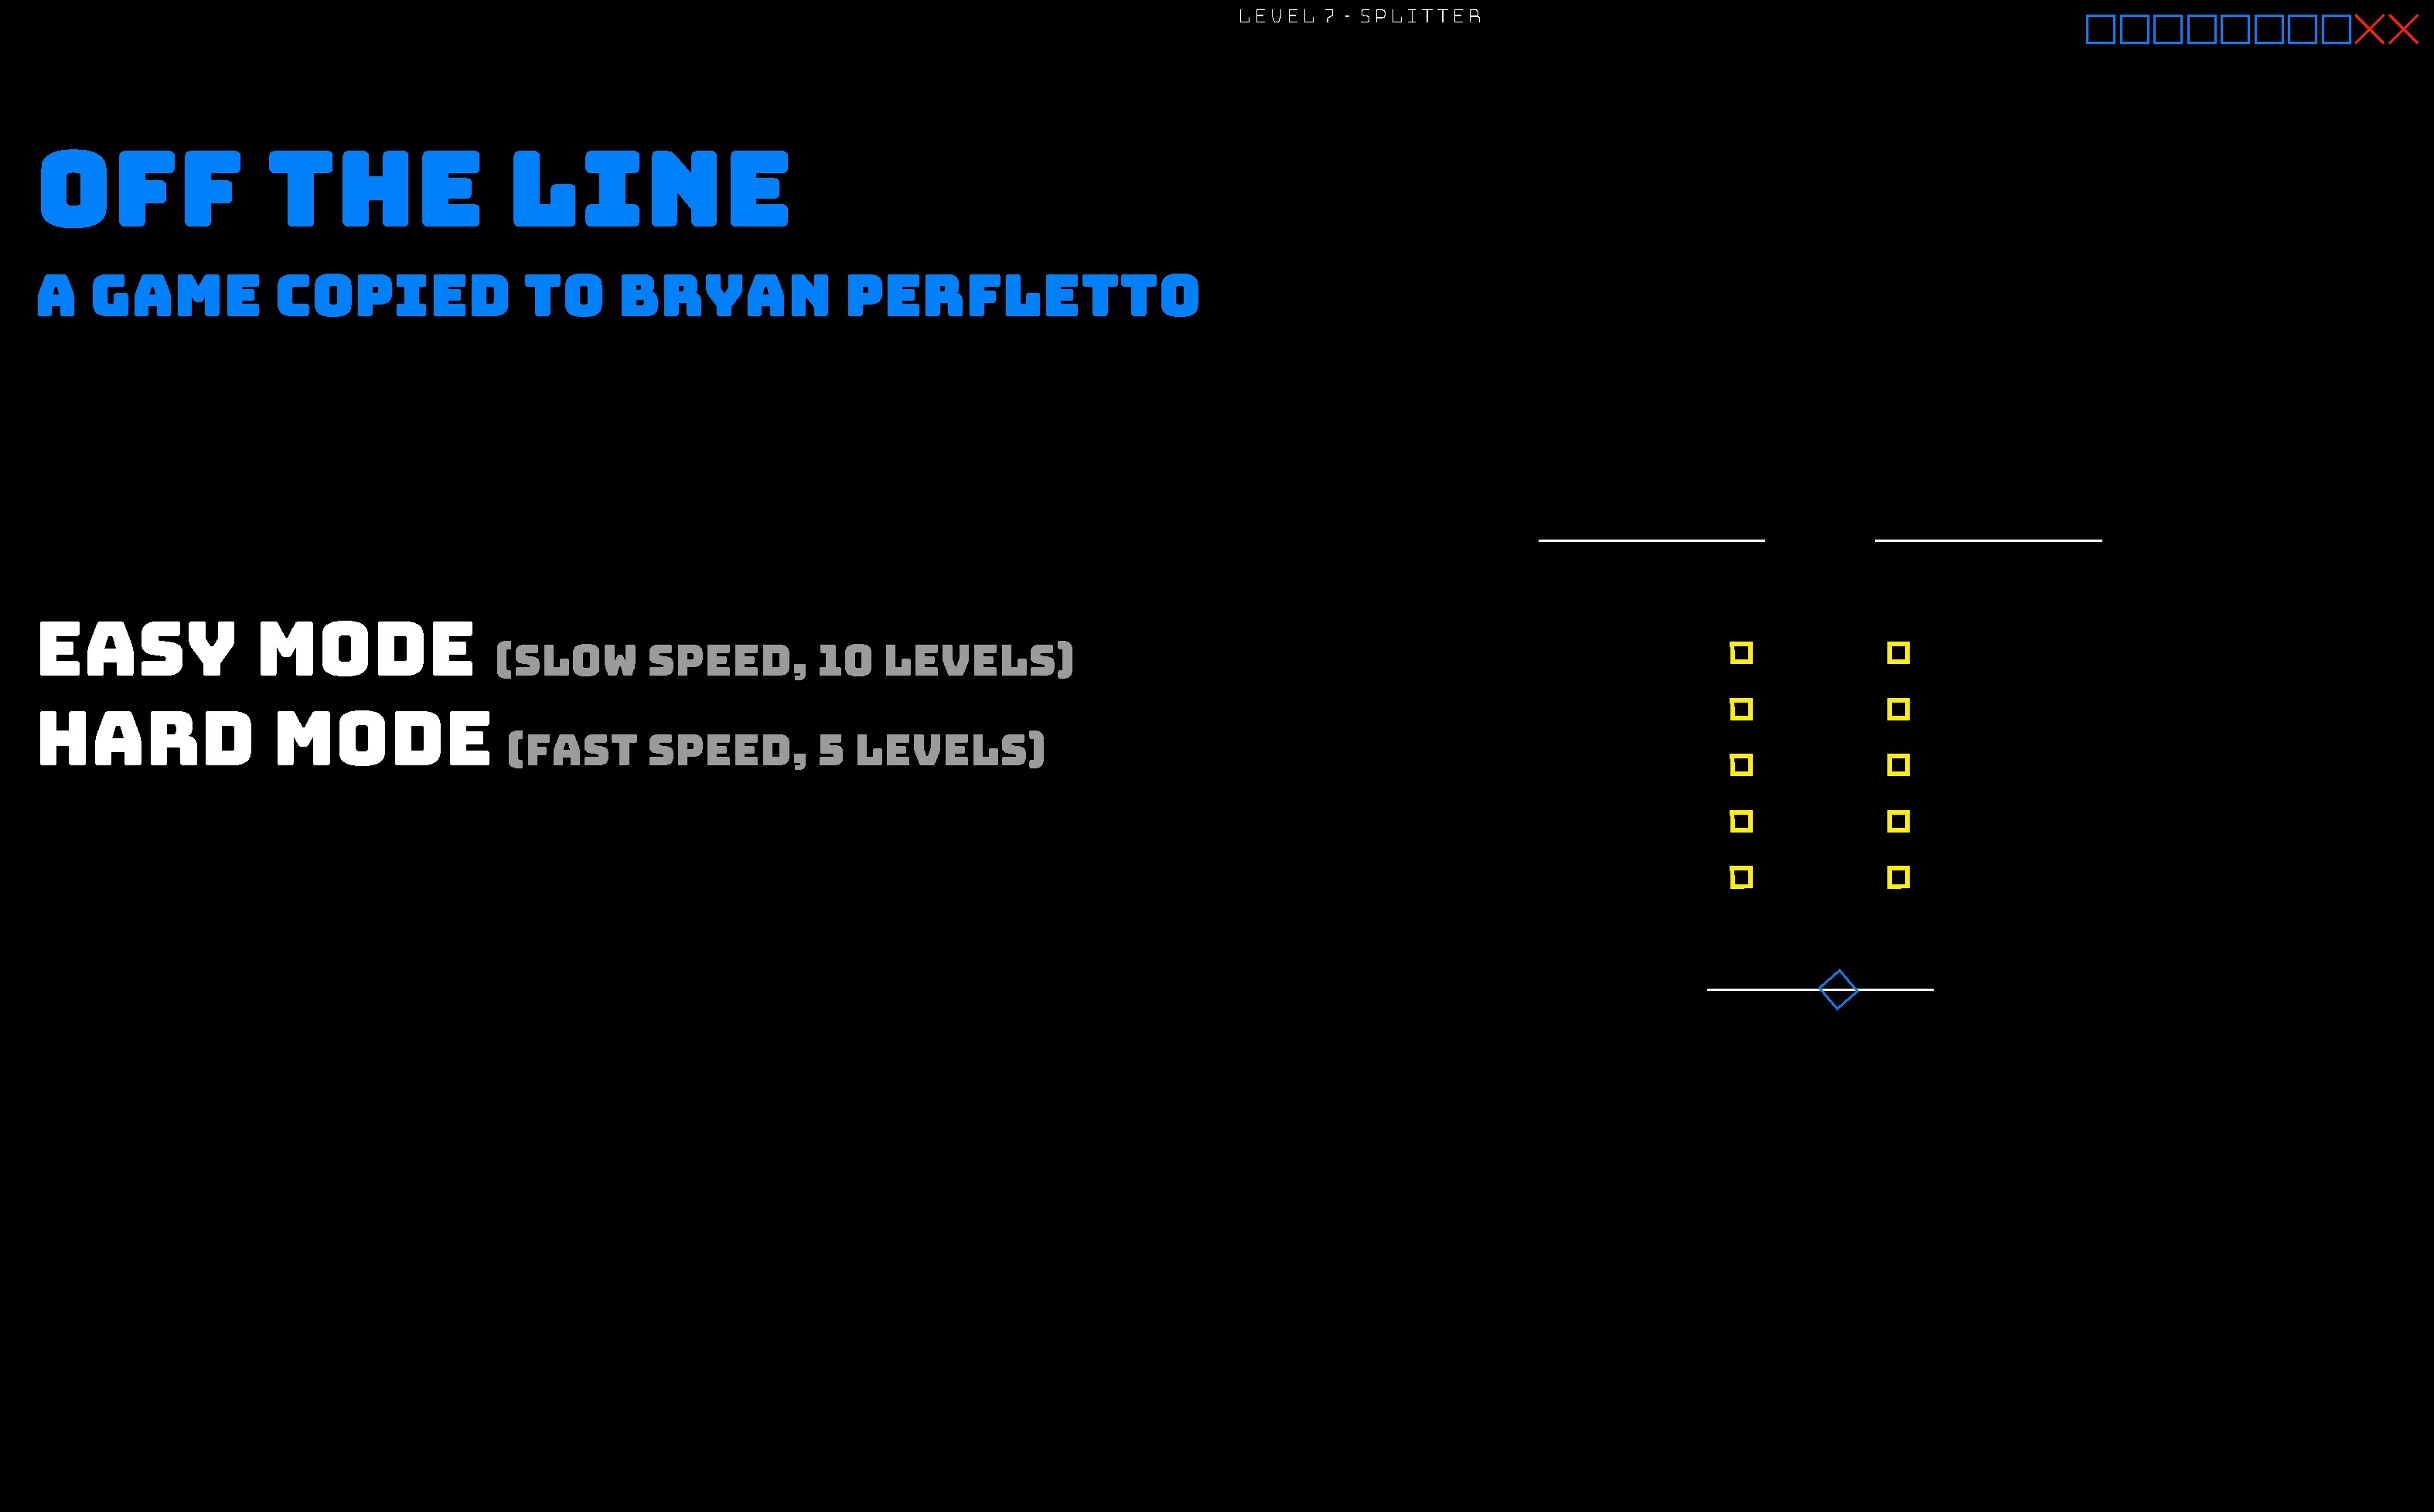 LEVEL 7 - SPLITTER
OFF THE LINE
A GAME COPIED TO BRYAN PERFLETTO
EASY MODE (SLOW SPEED, 10 LEVELS)
HARD MODE (FAST SPEED, 5 LEVELS)